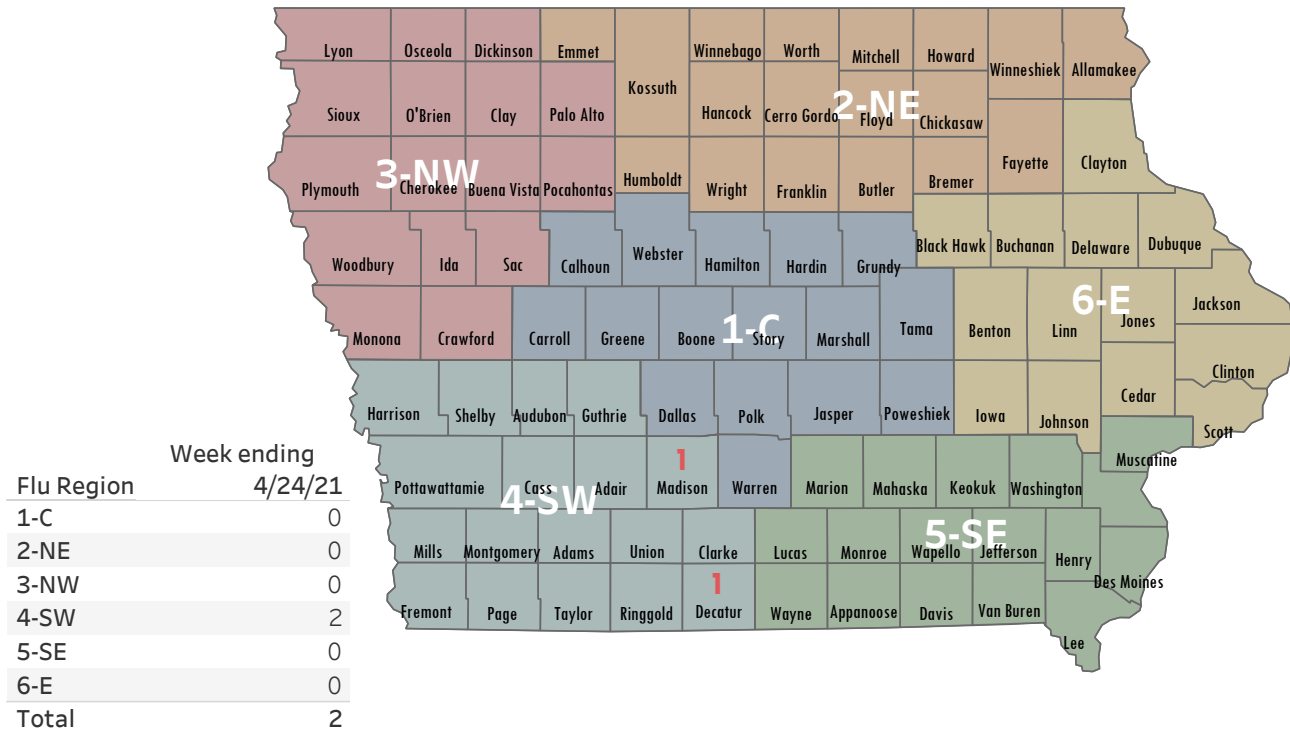 Lyon Osceola Dickinson Emmet Winnebago Worth Mitchell Howard Winneshiek Allamakee
Kossuth
Sioux O'Brien Clay Palo Alto Hancock Cerro Gordo 2-NE Floyd Chickasaw
Fayette Clayton
3-NW
Plymouth Cherokee Buena Vista Pocahontas Humboldt Wright Franklin Butler Bremer
Woodbury Ida Sac Calhoun Webster Hamilton Hardin Grundy Black Hawk Buchanan Delaware Dubuque
6-E
Jackson
Monona Crawford Carroll Greene Boone 1-C Story Marshall Tama Benton Linn Jones
Clinton
Harrison Shelby Audubon Guthrie Dallas Polk Jasper Poweshiek Iowa Johnson Cedar
Scott
Muscatine
1
Pottawattamie Cass Adair Madison Warren Marion Mahaska Keokuk Washington
4-SW
5-SE
Mills Montgomery Adams Union Clarke Lucas Monroe Wapello Jefferson Henry
Des Moines
1
Fremont Page Taylor Ringgold Decatur Wayne Appanoose Davis Van Buren
Lee
Week ending
Flu Region 4/24/21
1-C 0
2-NE 0
3-NW 0
4-SW 2
5-SE 0
6-E 0
Total 2